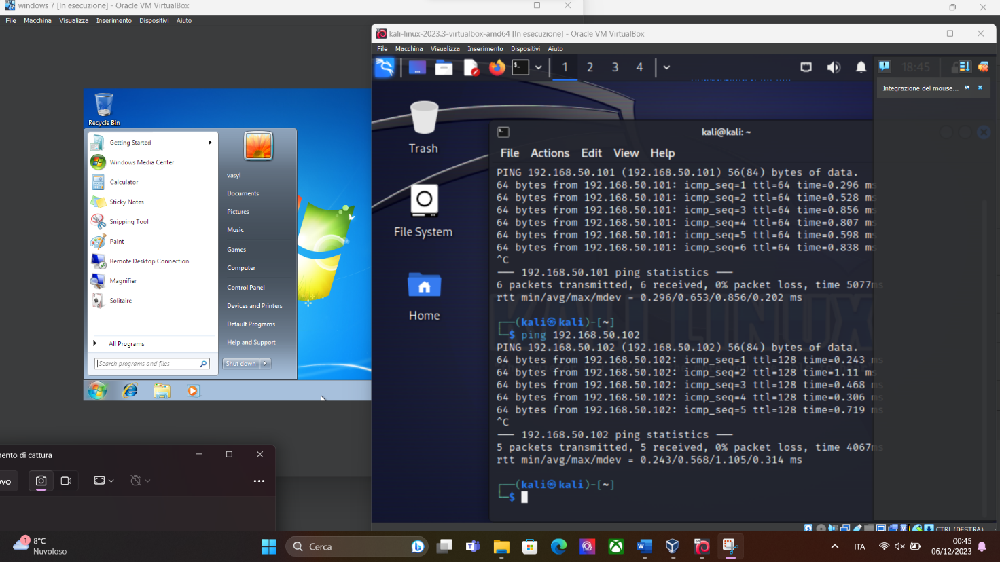 windows 7 [In esecuzione] - Oracle VM VirtualBox
File Macchina Visualizza Inserimento Dispositivi Aiuto
Recycle Bin
Getting Started
Windows Media Center
Calculator
Sticky Notes
Snipping Tool
Paint
Remote Desktop Connection
Magnifier
Solitaire
All Programs
Search programs and files
vasyl
Documents
Pictures
Music
Games
Computer
Control Panel
Devices and Printers
Default Programs
Help and Support
Shut down
kali-linux-2023.3-virtualbox-amd64 [In esecuzione] - Oracle VM VirtualBox
File Macchina Visualizza Inserimento Dispositivi Aiuto
1 2 3 4
18:45
Integrazione del mouse...
Trash
File System
Home
kali@kali: ~
File Actions Edit View Help
PING 192.168.50.101 (192.168.50.101) 56(84) bytes of data.
64 bytes from 192.168.50.101: icmp_seq=1 ttl=64 time=0.296 ms
64 bytes from 192.168.50.101: icmp_seq=2 ttl=64 time=0.528 ms
64 bytes from 192.168.50.101: icmp_seq=3 ttl=64 time=0.856 ms
64 bytes from 192.168.50.101: icmp_seq=4 ttl=64 time=0.807 ms
64 bytes from 192.168.50.101: icmp_seq=5 ttl=64 time=0.598 ms
64 bytes from 192.168.50.101: icmp_seq=6 ttl=64 time=0.838 ms
^C
— 192.168.50.101 ping statistics —
6 packets transmitted, 6 received, 0% packet loss, time 5077ms
rtt min/avg/max/mdev = 0.296/0.653/0.856/0.202 ms
┌──(kali㉿kali)-[~]
└─$ ping 192.168.50.102
PING 192.168.50.102 (192.168.50.102) 56(84) bytes of data.
64 bytes from 192.168.50.102: icmp_seq=1 ttl=128 time=0.243 ms
64 bytes from 192.168.50.102: icmp_seq=2 ttl=128 time=1.11 ms
64 bytes from 192.168.50.102: icmp_seq=3 ttl=128 time=0.468 ms
64 bytes from 192.168.50.102: icmp_seq=4 ttl=128 time=0.306 ms
64 bytes from 192.168.50.102: icmp_seq=5 ttl=128 time=0.719 ms
^C
— 192.168.50.102 ping statistics —
5 packets transmitted, 5 received, 0% packet loss, time 4067ms
rtt min/avg/max/mdev = 0.243/0.568/1.105/0.314 ms
┌──(kali㉿kali)-[~]
└─$
KALI LINUX
CTRL (DESTRA)
mento di cattura
ovo
1
8°C
Nuvoloso
Cerca
ITA
00:45
06/12/2023